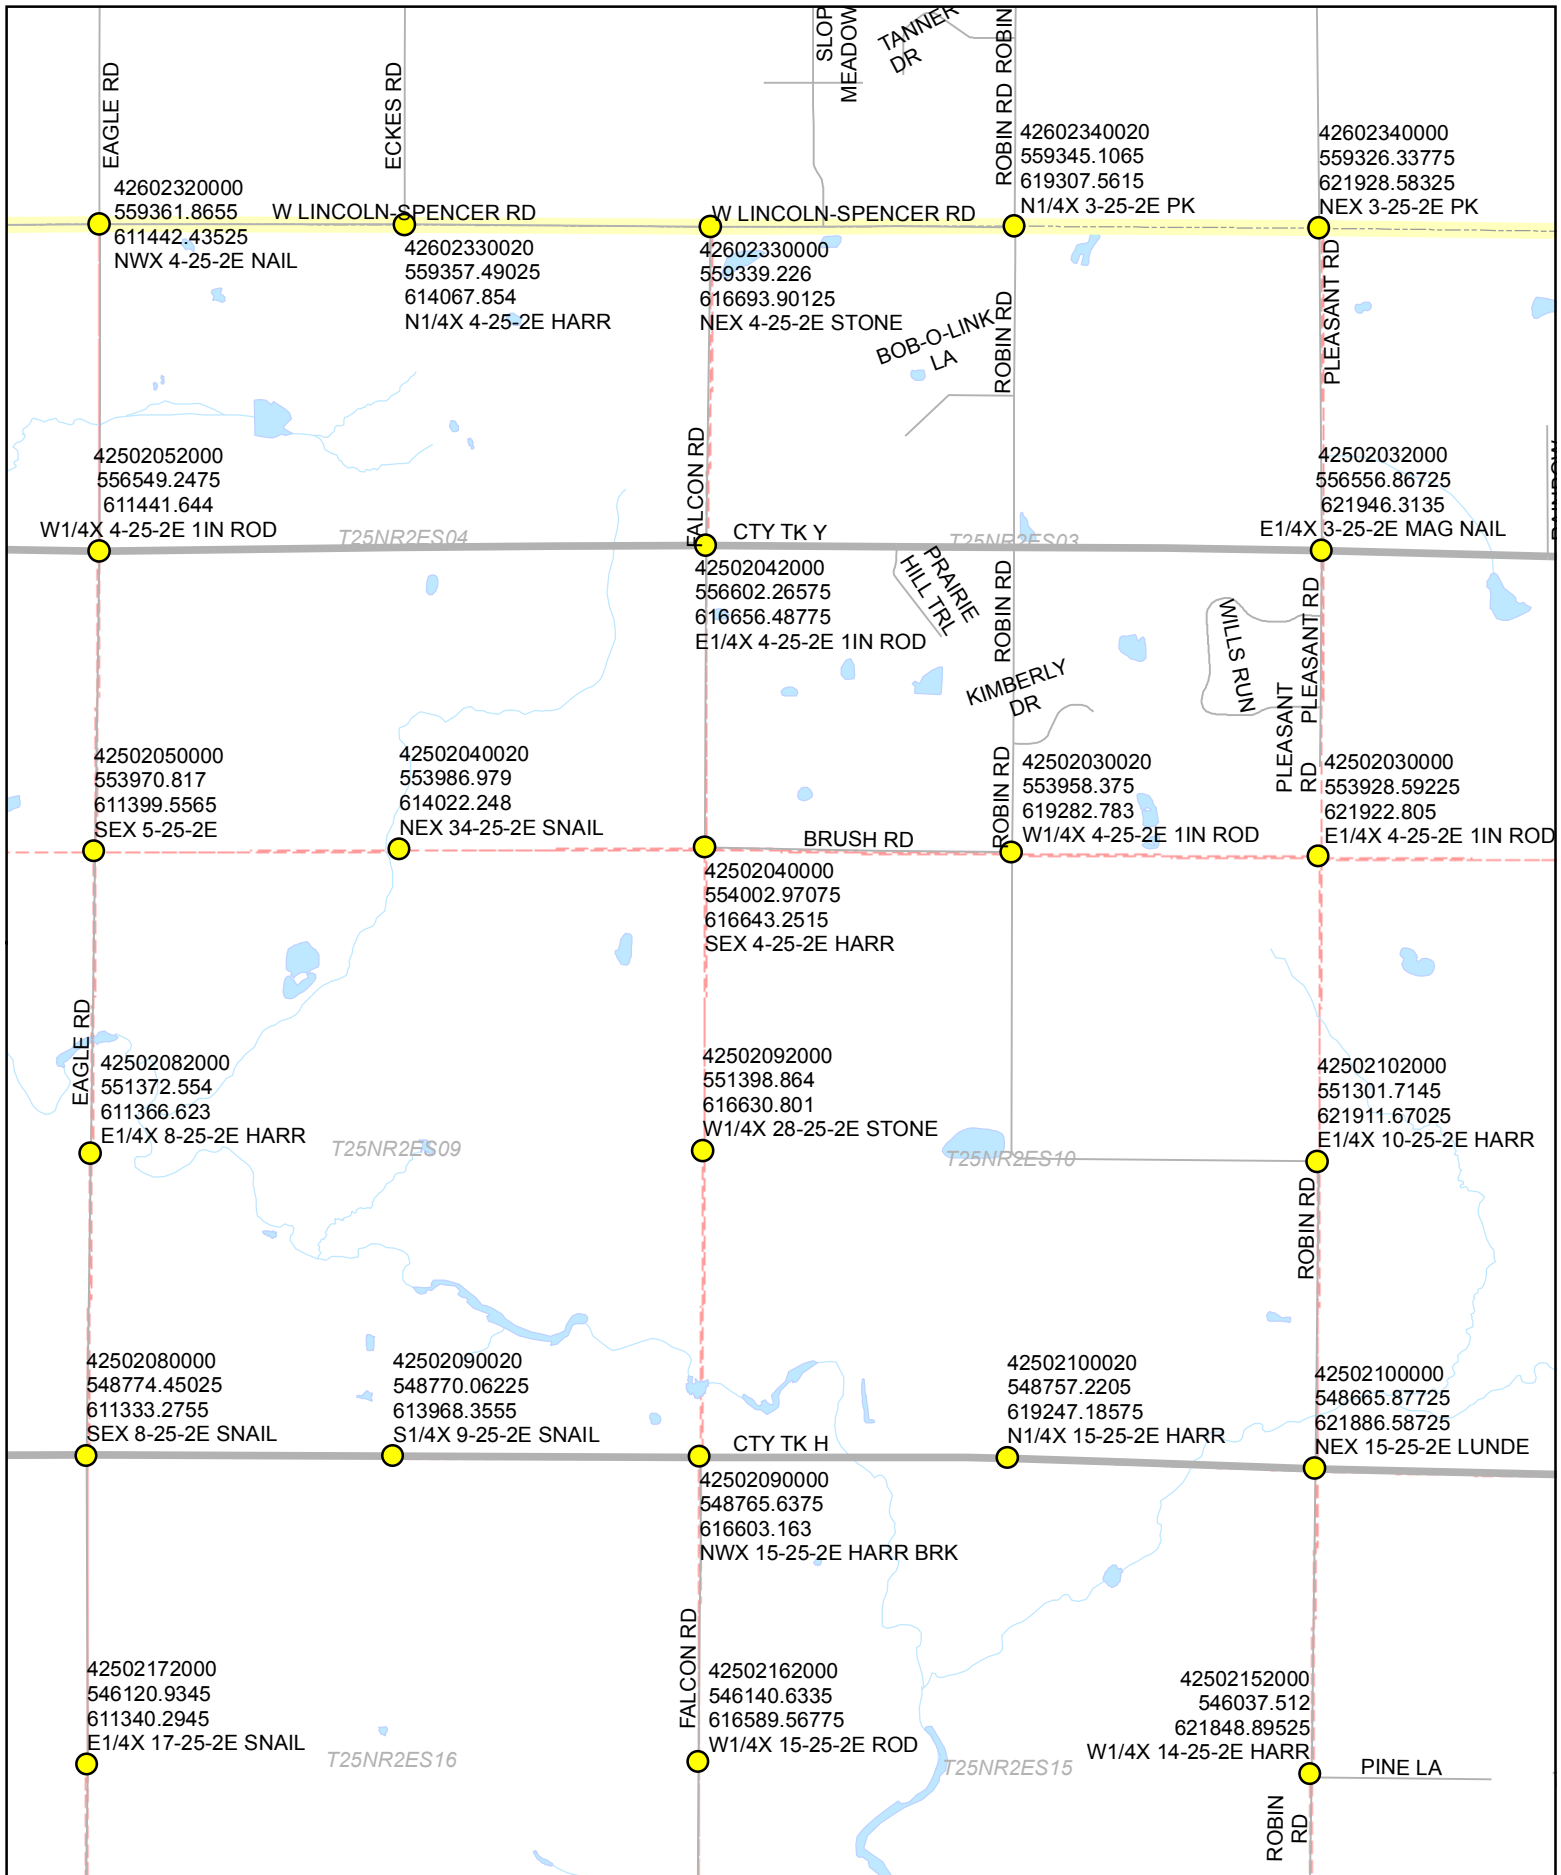 EAGLE RD
ECKES RD
SLOP
MEADOW
TANNER
DR
ROBIN RD
ROBIN
42602320000
559361.8655
611442.43525
NWX 4-25-2E NAIL
W LINCOLN-SPENCER RD
42602330020
559357.49025
614067.854
N1/4X 4-25-2E HARR
W LINCOLN-SPENCER RD
42602330000
559339.226
616693.90125
NEX 4-25-2E STONE
42602340020
559345.1065
619307.5615
N1/4X 3-25-2E PK
42602340000
559326.33775
621928.58325
NEX 3-25-2E PK
BOB-O-LINK
LA
ROBIN RD
PLEASANT RD
42502052000
556549.2475
611441.644
W1/4X 4-25-2E 1IN ROD
T25NR2ES04
FALCON RD
CTY TK Y
42502042000
556602.26575
616656.48775
E1/4X 4-25-2E 1IN ROD
T25NR2ES03
42502032000
556556.86725
621946.3135
E1/4X 3-25-2E MAG NAIL
RAINBOW
PRAIRIE
HILL TRL
ROBIN RD
WILLS RUN
PLEASANT RD
KIMBERLY
DR
PLEASANT
RD
42502050000
553970.817
611399.5565
SEX 5-25-2E
42502040020
553986.979
614022.248
NEX 34-25-2E SNAIL
BRUSH RD
42502040000
554002.97075
616643.2515
SEX 4-25-2E HARR
ROBIN RD
42502030020
553958.375
619282.783
W1/4X 4-25-2E 1IN ROD
42502030000
553928.59225
621922.805
E1/4X 4-25-2E 1IN ROD
EAGLE RD
42502082000
551372.554
611366.623
E1/4X 8-25-2E HARR
T25NR2ES09
42502092000
551398.864
616630.801
W1/4X 28-25-2E STONE
T25NR2ES10
42502102000
551301.7145
621911.67025
E1/4X 10-25-2E HARR
ROBIN RD
42502080000
548774.45025
611333.2755
SEX 8-25-2E SNAIL
42502090020
548770.06225
613968.3555
S1/4X 9-25-2E SNAIL
CTY TK H
42502090000
548765.6375
616603.163
NWX 15-25-2E HARR BRK
42502100020
548757.2205
619247.18575
N1/4X 15-25-2E HARR
42502100000
548665.87725
621886.58725
NEX 15-25-2E LUNDE
42502172000
546120.9345
611340.2945
E1/4X 17-25-2E SNAIL
T25NR2ES16
FALCON RD
42502162000
546140.6335
616589.56775
W1/4X 15-25-2E ROD
T25NR2ES15
42502152000
546037.512
621848.89525
W1/4X 14-25-2E HARR
PINE LA
ROBIN
RD